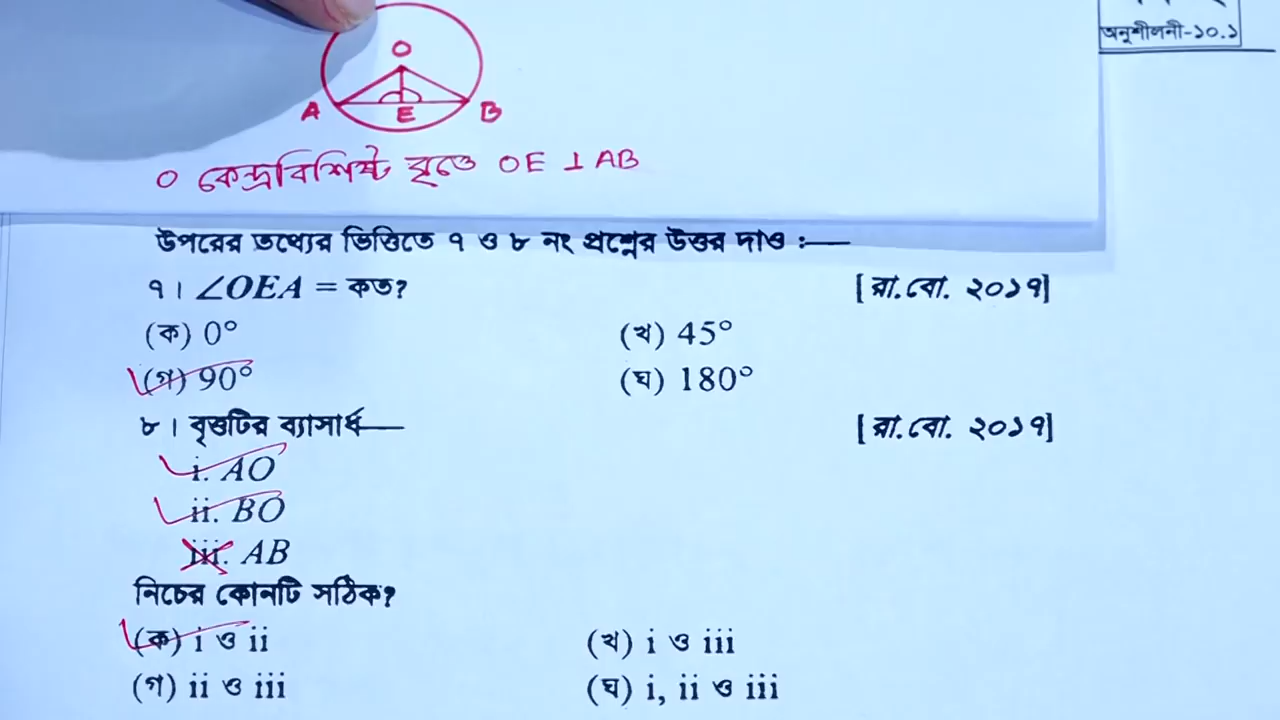 অনুশীলনী-১০.১
O
A E B
O কেন্দ্রবিশিষ্ট বৃত্তে OE ⊥ AB
উপরের তথ্যের ভিত্তিতে ৭ ও ৮ নং প্রশ্নের উত্তর দাও :—
৭। ∠OEA = কত? [রা.বো. ২০১৭]
(ক) 0° (খ) 45°
(গ) 90° (ঘ) 180°
৮। বৃত্তটির ব্যাসার্ধ— [রা.বো. ২০১৭]
i. AO
ii. BO
iii. AB
নিচের কোনটি সঠিক?
(ক) i ও ii (খ) i ও iii
(গ) ii ও iii (ঘ) i, ii ও iii